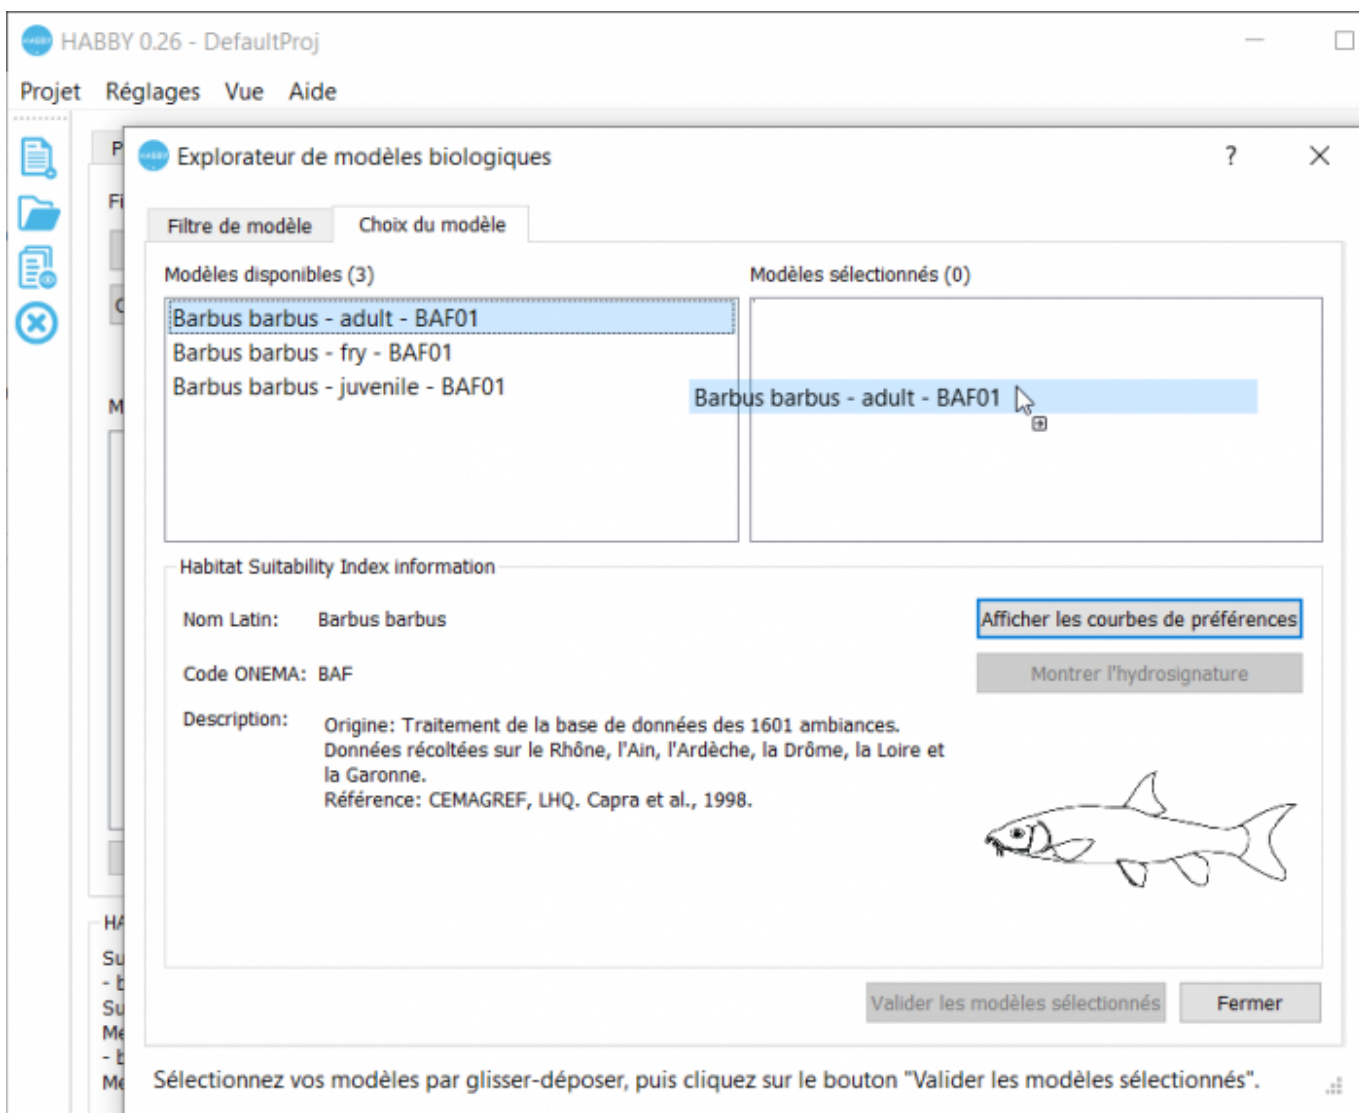 HABBY 0.26 - DefaultProj
Projet Réglages Vue Aide
HABBY Explorateur de modèles biologiques ?
Filtre de modèle Choix du modèle
Modèles disponibles (3) Modèles sélectionnés (0)
Barbus barbus - adult - BAF01
Barbus barbus - fry - BAF01
Barbus barbus - juvenile - BAF01
Barbus barbus - adult - BAF01
Habitat Suitability Index information
Nom Latin: Barbus barbus
Afficher les courbes de préférences
Code ONEMA: BAF
Montrer l'hydrosignature
Description:
Origine: Traitement de la base de données des 1601 ambiances.
Données récoltées sur le Rhône, l'Ain, l'Ardèche, la Drôme, la Loire et
la Garonne.
Référence: CEMAGREF, LHQ. Capra et al., 1998.
Valider les modèles sélectionnés Fermer
Sélectionnez vos modèles par glisser-déposer, puis cliquez sur le bouton "Valider les modèles sélectionnés".